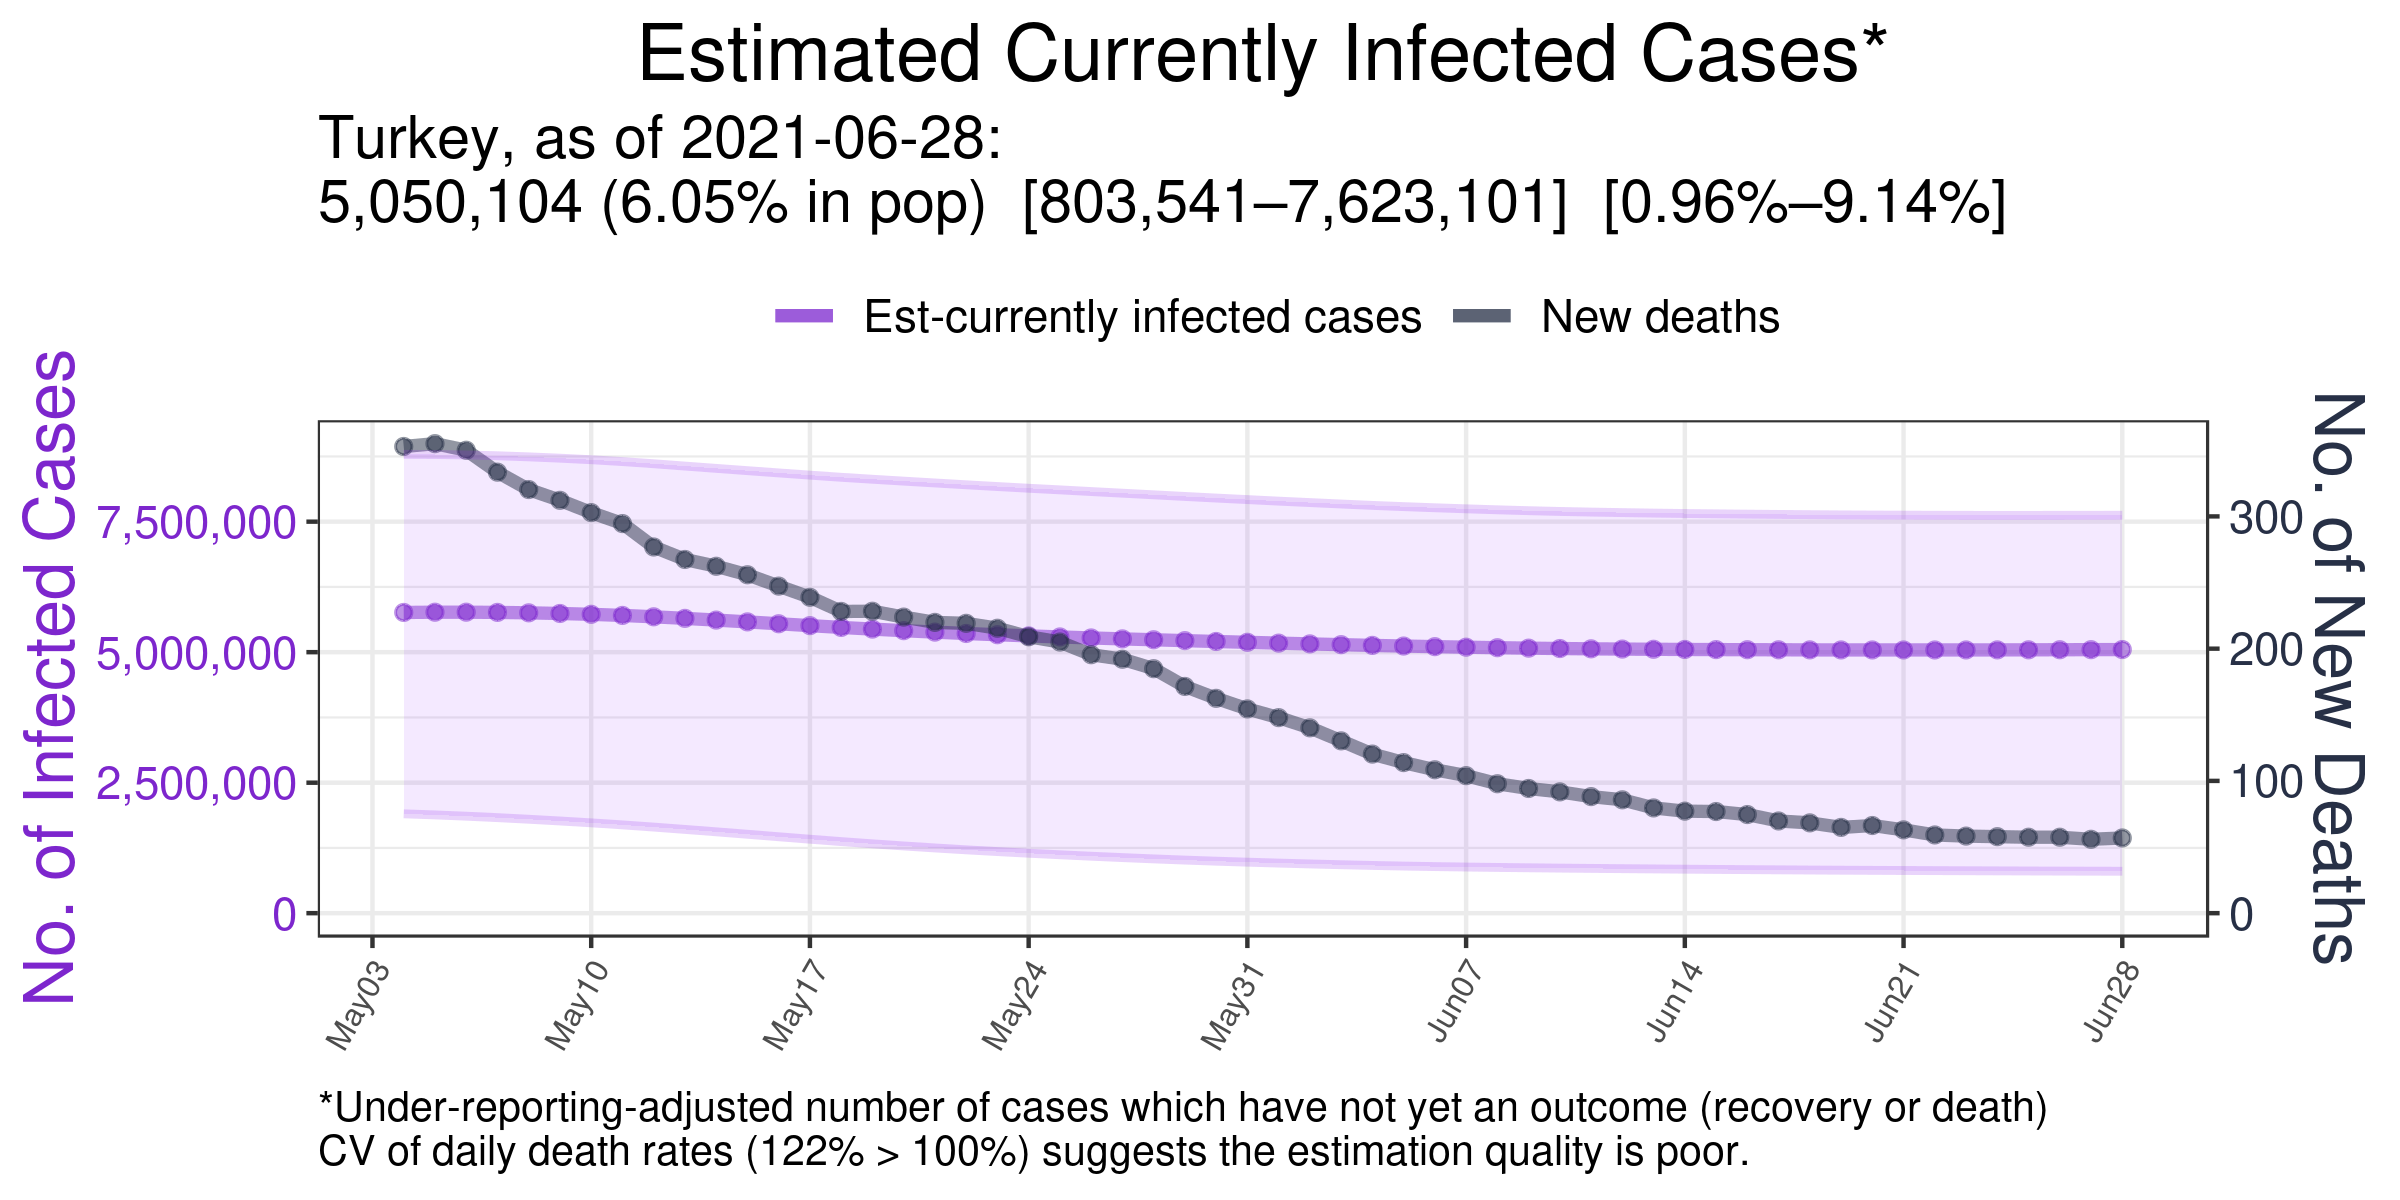 Estimated Currently Infected Cases*
Turkey, as of 2021-06-28:
5,050,104 (6.05% in pop) [803,541–7,623,101] [0.96%–9.14%]
Est-currently infected cases New deaths
No. of Infected Cases
7,500,000
5,000,000
2,500,000
0
300
200
100
0
No. of New Deaths
May03 May10 May17 May24 May31 Jun07 Jun14 Jun21 Jun28
*Under-reporting-adjusted number of cases which have not yet an outcome (recovery or death)
CV of daily death rates (122% > 100%) suggests the estimation quality is poor.